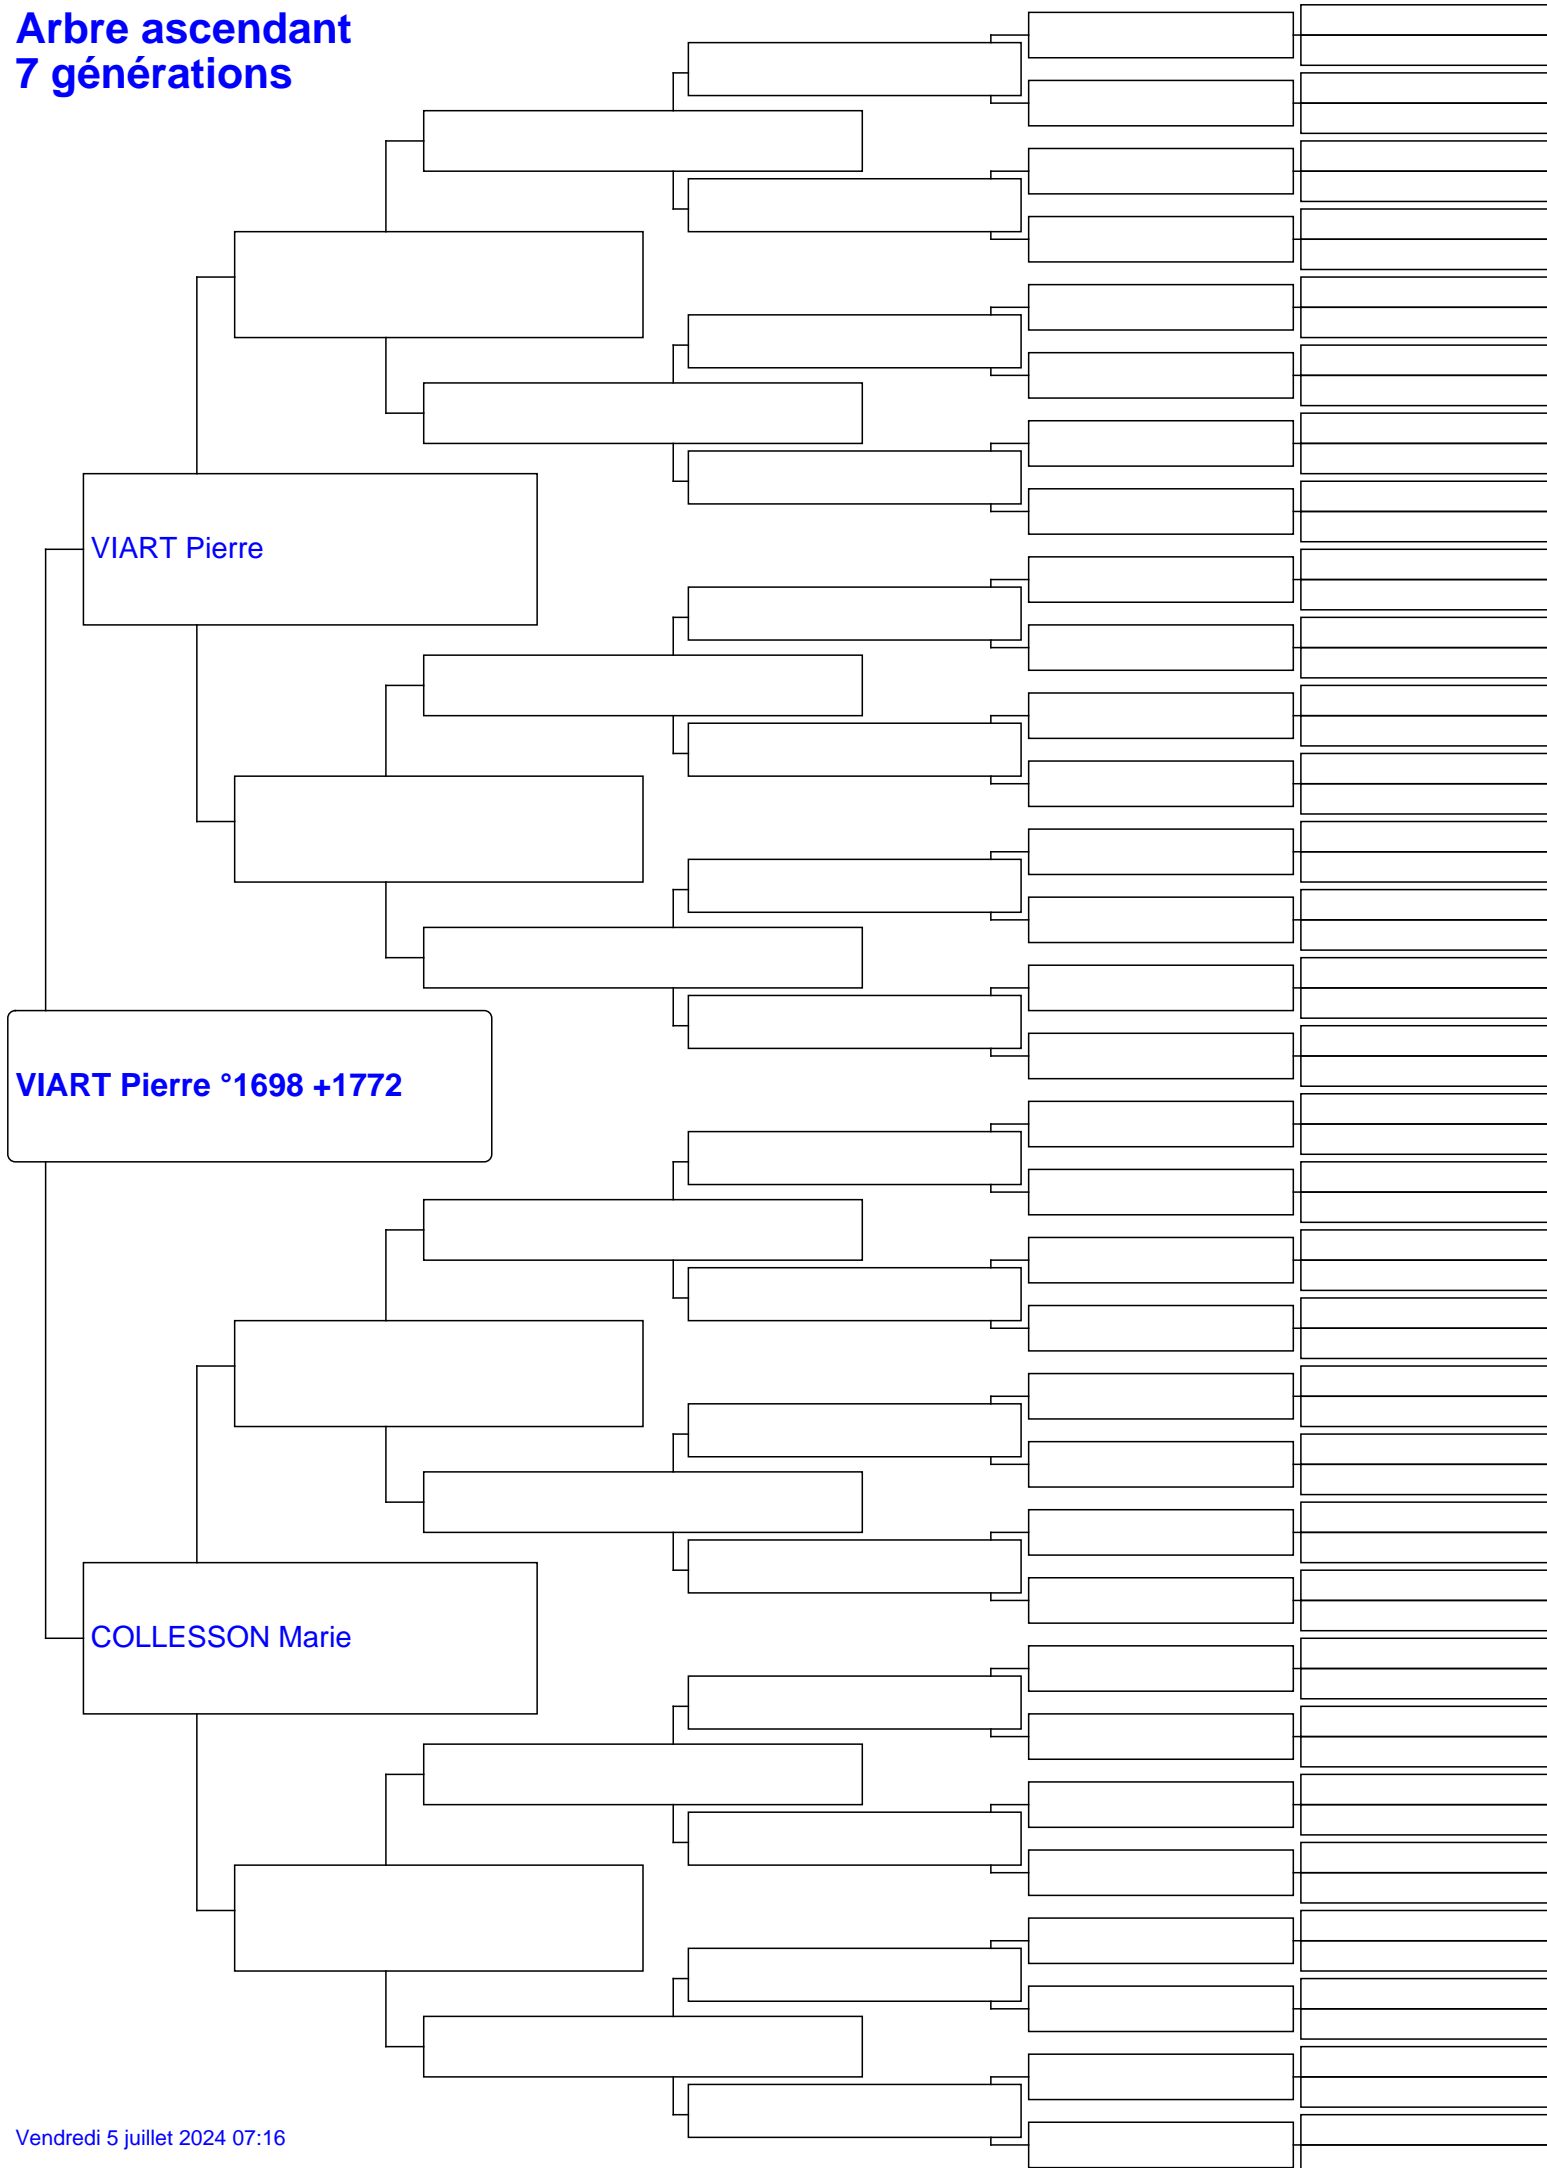 Arbre ascendant
7 générations
VIART Pierre
VIART Pierre °1698 +1772
COLLESSON Marie
Vendredi 5 juillet 2024 07:16